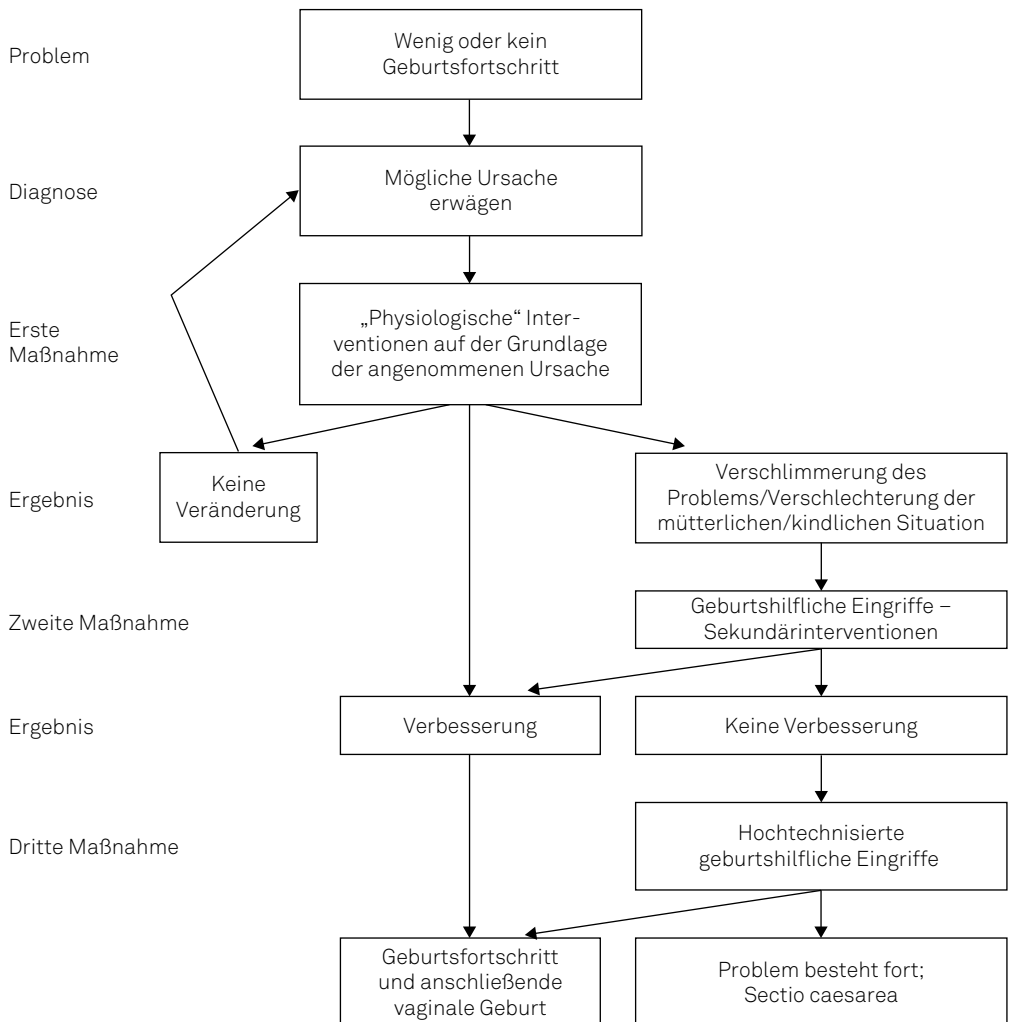 Problem
Wenig oder kein
Geburtsfortschritt
Diagnose
Mögliche Ursache
erwägen
Erste
Maßnahme
„Physiologische“ Inter-
ventionen auf der Grundlage
der angenommenen Ursache
Ergebnis
Keine
Veränderung
Verschlimmerung des
Problems/Verschlechterung der
mütterlichen/kindlichen Situation
Zweite Maßnahme
Geburtshilfliche Eingriffe –
Sekundärinterventionen
Ergebnis
Verbesserung
Keine Verbesserung
Dritte Maßnahme
Hochtechnisierte
geburtshilfliche Eingriffe
Geburtsfortschritt
und anschließende
vaginale Geburt
Problem besteht fort;
Sectio caesarea